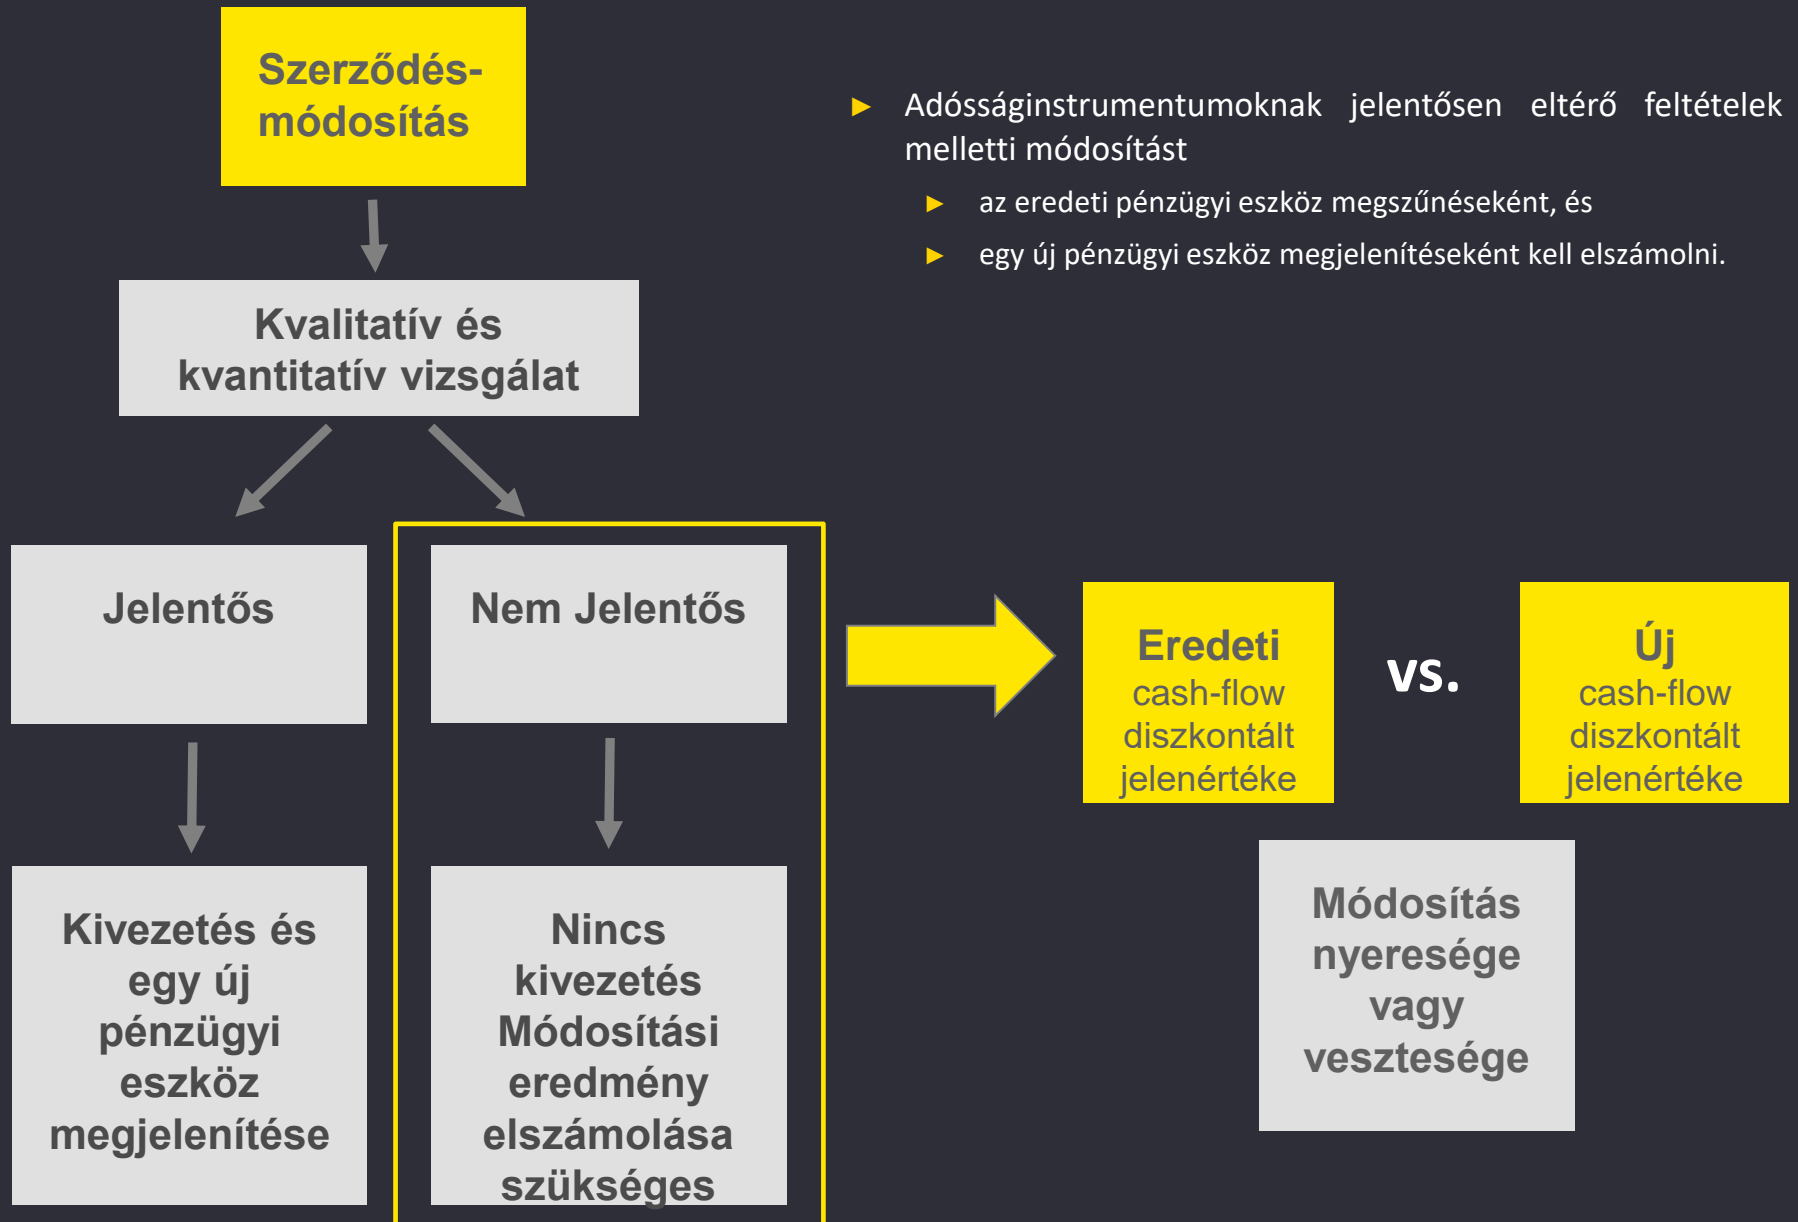 Szerződés-
módosítás
► Adósságinstrumentumoknak jelentősen eltérő feltételek
melletti módosítást
► az eredeti pénzügyi eszköz megszűnéseként, és
► egy új pénzügyi eszköz megjelenítéseként kell elszámolni.
Kvalitatív és
kvantitatív vizsgálat
Jelentős
Nem Jelentős
Kivezetés és
egy új
pénzügyi
eszköz
megjelenítése
Nincs
kivezetés
Módosítási
eredmény
elszámolása
szükséges
Eredeti
cash-flow
diszkontált
jelenértéke
vs.
Új
cash-flow
diszkontált
jelenértéke
Módosítás
nyeresége
vagy
vesztesége